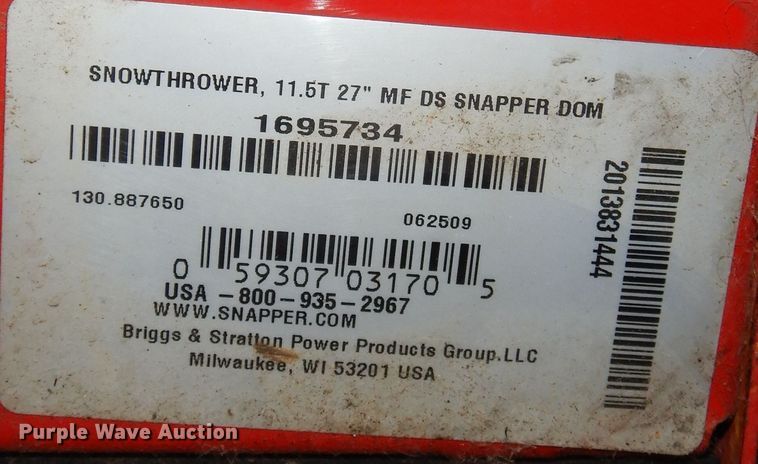 SNOWTHROWER, 11.5T 27" MF DS SNAPPER DOM
1695734
130.887650
062509
0 59307 03170 5
USA -800-935-2967
WWW.SNAPPER.COM
Briggs & Stratton Power Products Group.LLC
Milwaukee, WI 53201 USA
2013831444
Purple Wave Auction